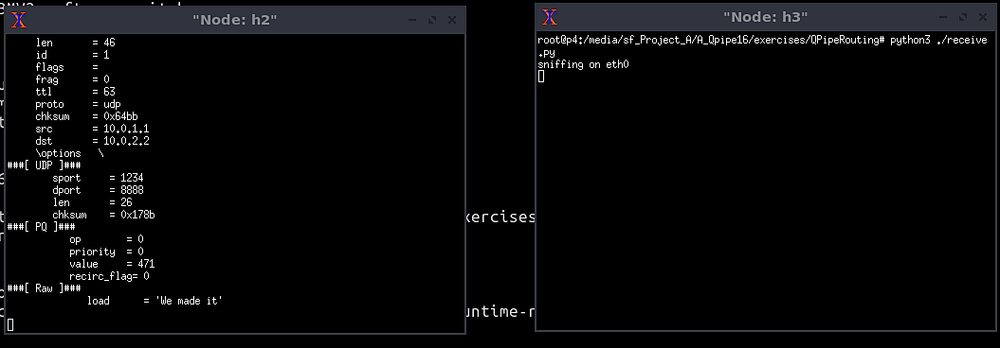 "Node: h2"
len = 46
id = 1
flags =
frag = 0
ttl = 63
proto = udp
chksum = 0x64bb
src = 10.0.1.1
dst = 10.0.2.2
\options \
###[ UDP ]###
sport = 1234
dport = 8888
len = 26
chksum = 0x178b
###[ PQ ]###
op = 0
priority = 0
value = 471
recirc_flag= 0
###[ Raw ]###
load = 'We made it'
xercises
untime-r
"Node: h3"
root@p4:/media/sf_Project_A/A_Qpipe16/exercises/QPipeRouting# python3 ./receive
.py
sniffing on eth0